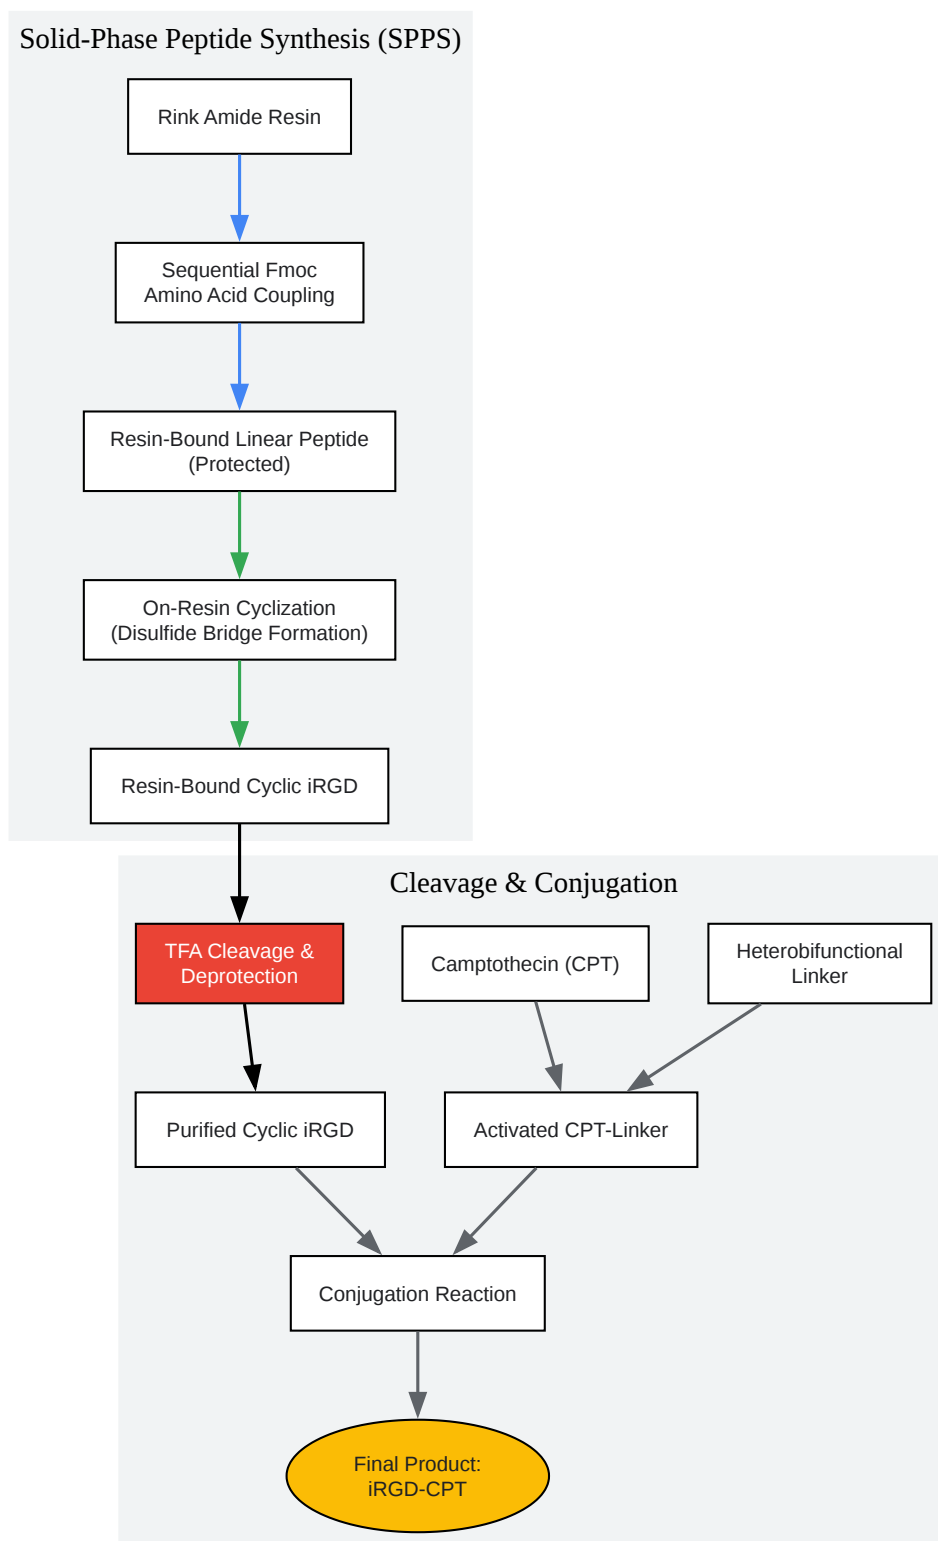 Solid-Phase Peptide Synthesis (SPPS)
Rink Amide Resin
Sequential Fmoc
Amino Acid Coupling
Resin-Bound Linear Peptide
(Protected)
On-Resin Cyclization
(Disulfide Bridge Formation)
Resin-Bound Cyclic iRGD
Cleavage & Conjugation
TFA Cleavage &
Deprotection
Camptothecin (CPT)
Heterobifunctional
Linker
Purified Cyclic iRGD
Activated CPT-Linker
Conjugation Reaction
Final Product:
iRGD-CPT